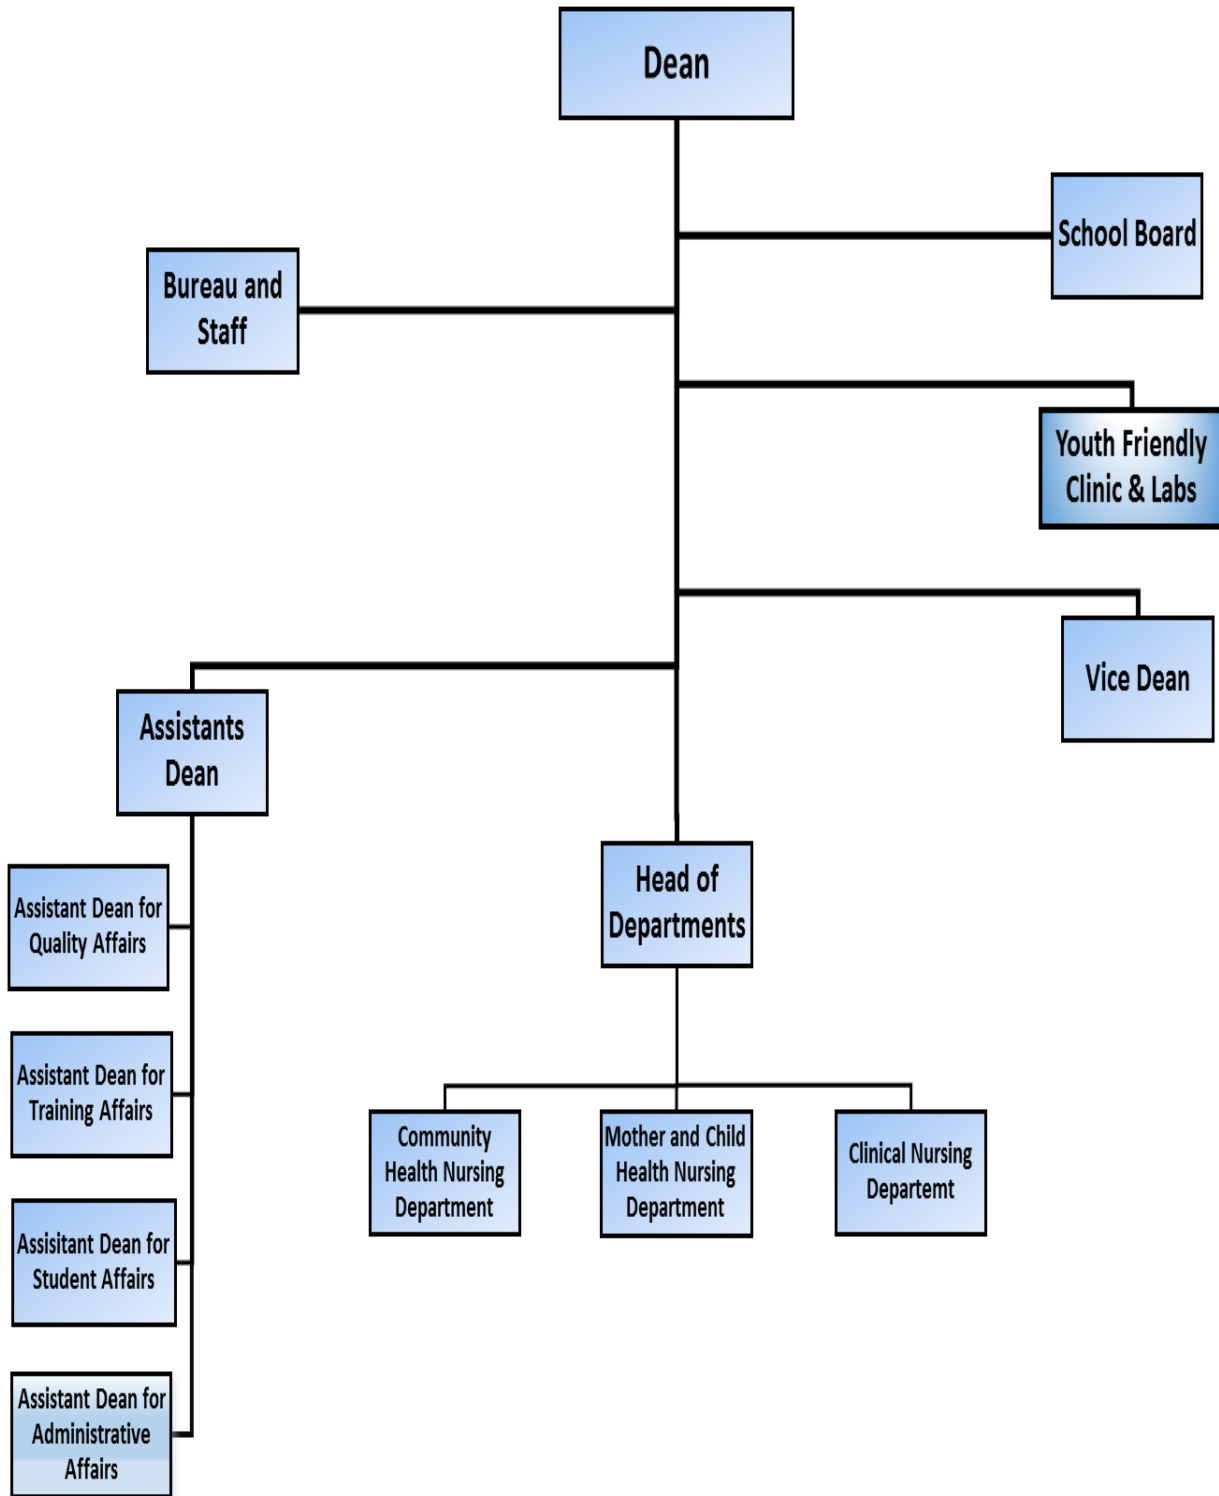 Dean
School Board
Bureau and
Staff
Youth Friendly
Clinic & Labs
Vice Dean
Assistants
Dean
Head of
Departments
Assistant Dean for
Quality Affairs
Assistant Dean for
Training Affairs
Assisitant Dean for
Student Affairs
Assistant Dean for
Administrative
Affairs
Community
Health Nursing
Department
Mother and Child
Health Nursing
Department
Clinical Nursing
Departemt